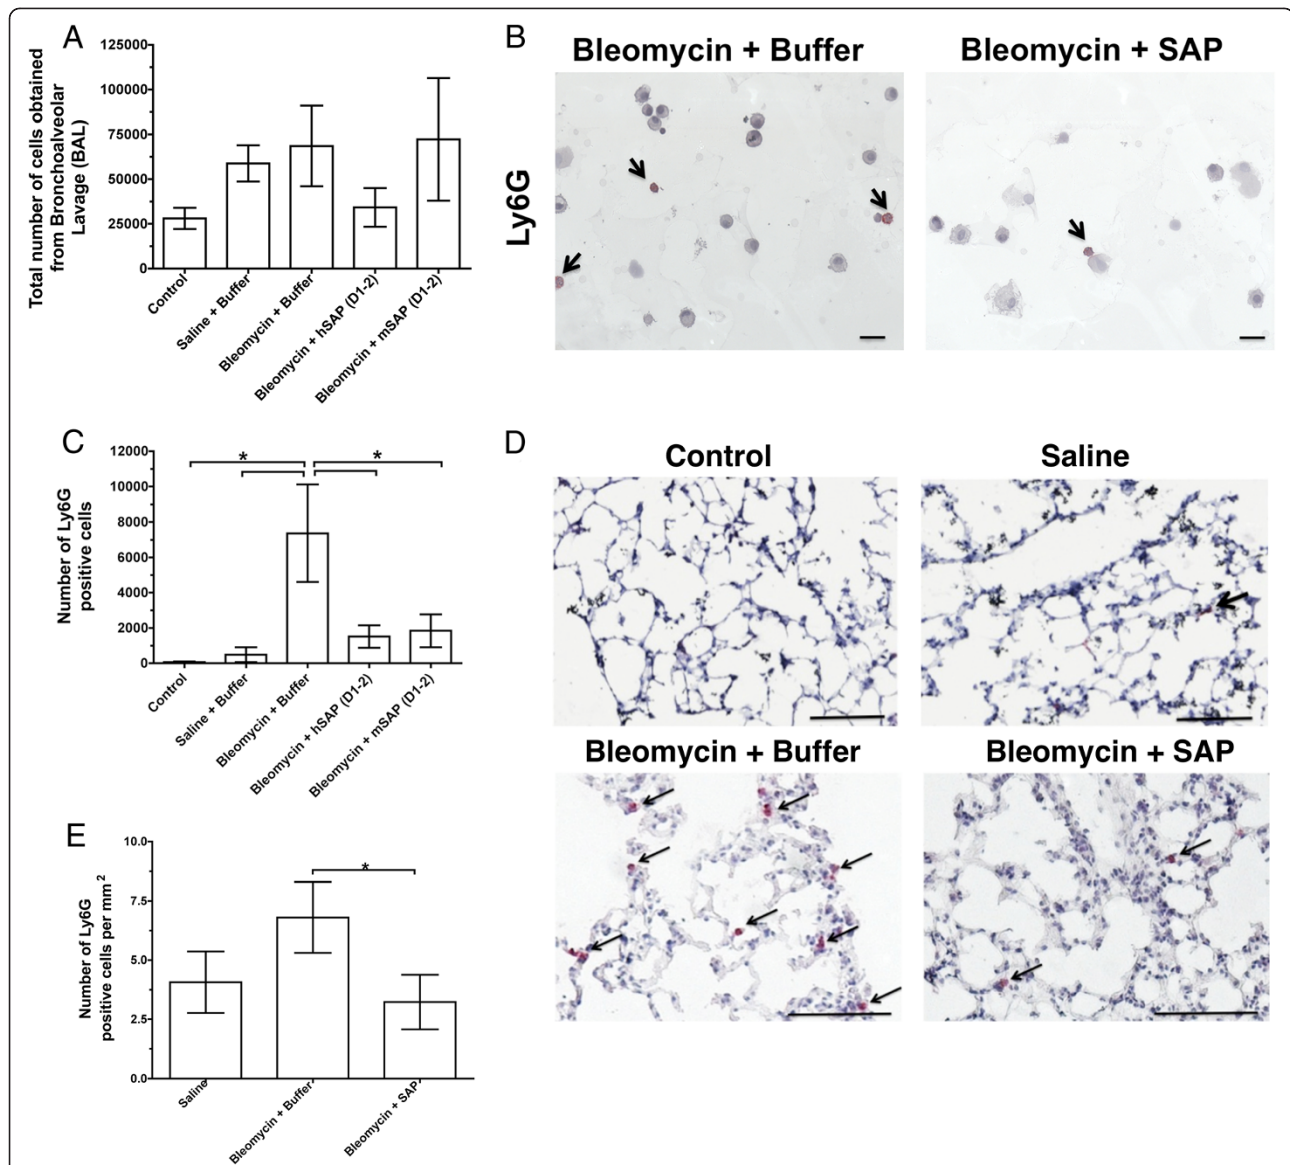 A
Total number of cells obtained
from Bronchoalveolar
Lavage (BAL)
125000
100000
75000
50000
25000
0
Control
Saline + Buffer
Bleomycin + Buffer
Bleomycin + hSAP (D1-2)
Bleomycin + mSAP (D1-2)
B
Bleomycin + Buffer
Bleomycin + SAP
Ly6G
C
Number of Ly6G
positive cells
12000
10000
8000
6000
4000
2000
0
*
*
Control
Saline + Buffer
Bleomycin + Buffer
Bleomycin + hSAP (D1-2)
Bleomycin + mSAP (D1-2)
D
Control
Saline
Bleomycin + Buffer
Bleomycin + SAP
E
Number of Ly6G
positive cells per mm2
10.0
7.5
5.0
2.5
0.0
*
Saline
Bleomycin + Buffer
Bleomycin + SAP